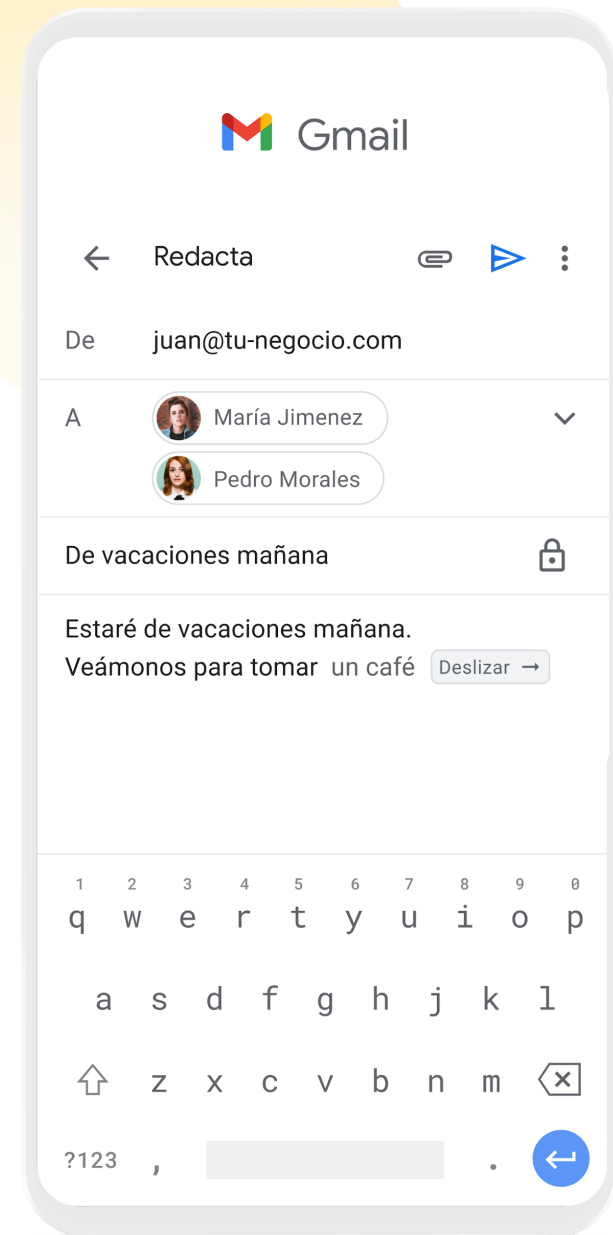 Gmail
Redacta
De juan@tu-negocio.com
A María Jimenez
Pedro Morales
De vacaciones mañana
Estaré de vacaciones mañana.
Veámonos para tomar un café Deslizar →
1 2 3 4 5 6 7 8 9 0
q w e r t y u i o p
a s d f g h j k l
z x c v b n m
?123 , .